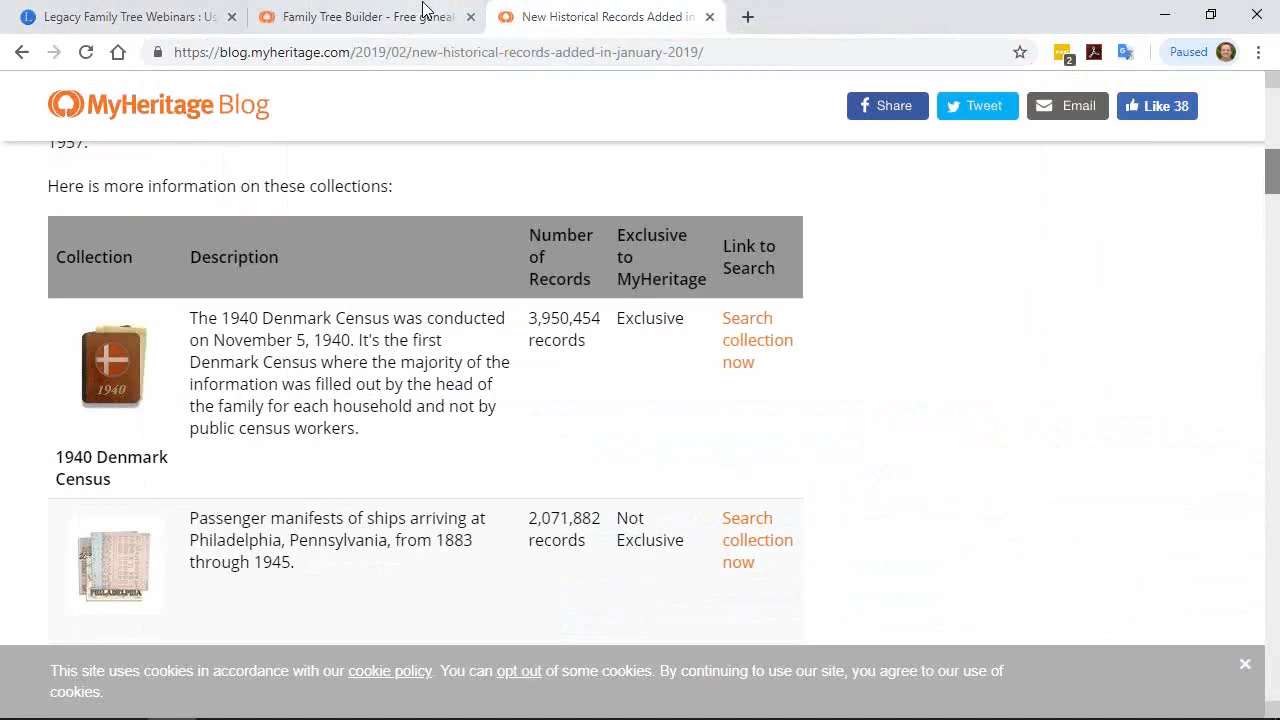 Legacy Family Tree Webinars : Us
Family Tree Builder - Free geneal
New Historical Records Added in
https://blog.myheritage.com/2019/02/new-historical-records-added-in-january-2019/
2
Paused
MyHeritage Blog
Share
Tweet
Email
Like 38
1957.
Here is more information on these collections:
Collection
Description
Number
of
Records
Exclusive
to
MyHeritage
Link to
Search
1940
1940 Denmark
Census
The 1940 Denmark Census was conducted
on November 5, 1940. It's the first
Denmark Census where the majority of the
information was filled out by the head of
the family for each household and not by
public census workers.
3,950,454
records
Exclusive
Search
collection
now
PHILADELPHIA
Passenger manifests of ships arriving at
Philadelphia, Pennsylvania, from 1883
through 1945.
2,071,882
records
Not
Exclusive
Search
collection
now
This site uses cookies in accordance with our cookie policy. You can opt out of some cookies. By continuing to use our site, you agree to our use of
cookies.